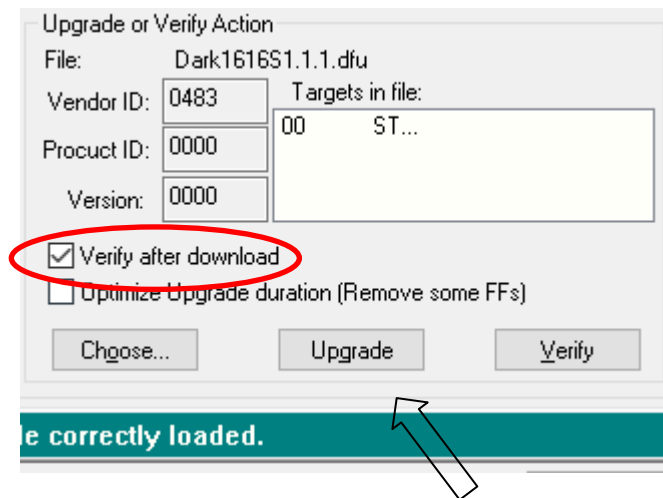 Upgrade or Verify Action
File: Dark1616S1.1.1.dfu
Vendor ID: 0483
Targets in file:
00 ST...
Procuct ID: 0000
Version: 0000
Verify after download
Optimize Upgrade duration (Remove some FFs)
Choose... Upgrade Verify
le correctly loaded.